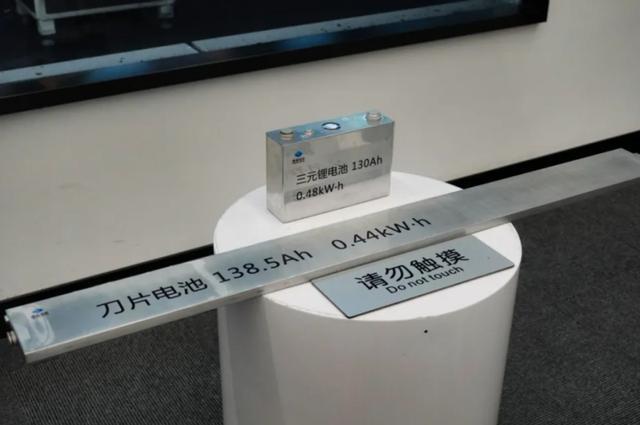 三元锂电池 130Ah
0.48kW·h
刀片电池 138.5Ah 0.44kW·h
请勿触摸
Do not touch